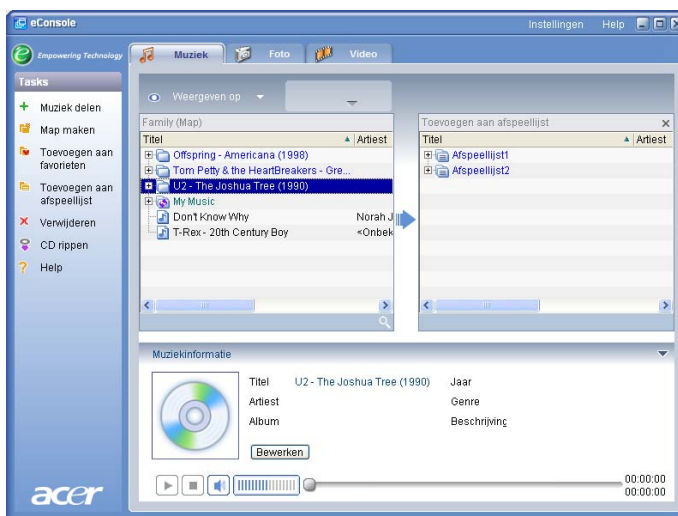 eConsole
Instellingen Help
Empowering Technology
Muziek Foto Video
Tasks
Muziek delen
Map maken
Toevoegen aan
favorieten
Toevoegen aan
afspeellijst
Verwijderen
CD rippen
Help
acer
Weergeven op
Family (Map)
Titel Artiest
Offspring - Americana (1998)
Tom Petty & the HeartBreakers - Gre...
U2 - The Joshua Tree (1990)
My Music
Don't Know Why Norah J
T-Rex - 20th Century Boy <Onbek
Toevoegen aan afspeellijst
Titel Artiest
Afspeellijst1
Afspeellijst2
Muziekinformatie
Titel U2 - The Joshua Tree (1990) Jaar
Artiest Genre
Album Beschrijving
Bewerken
00:00:00
00:00:00